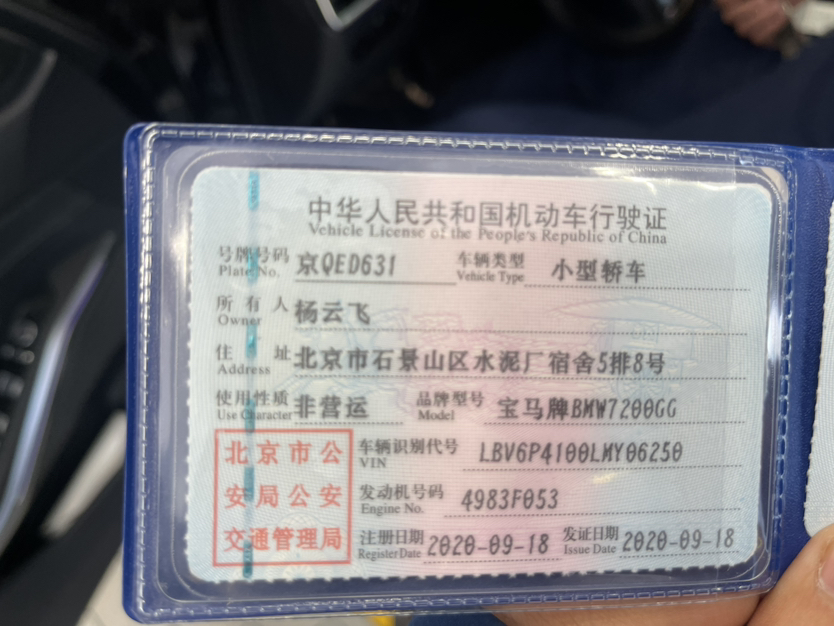 中华人民共和国机动车行驶证
Vehicle License of the People's Republic of China
号牌号码 京QED631 车辆类型 小型轿车
Plate No. Vehicle Type
所有人 杨云飞
Owner
住址 北京市石景山区水泥厂宿舍5排8号
Address
使用性质 非营运 品牌型号 宝马牌BMW7200GG
Use Character Model
北京市公 车辆识别代号 LBV6P4100LMY06250
VIN
安局公安 发动机号码 4983F053
Engine No.
交通管理局 注册日期 2020-09-18 发证日期 2020-09-18
Register Date Issue Date